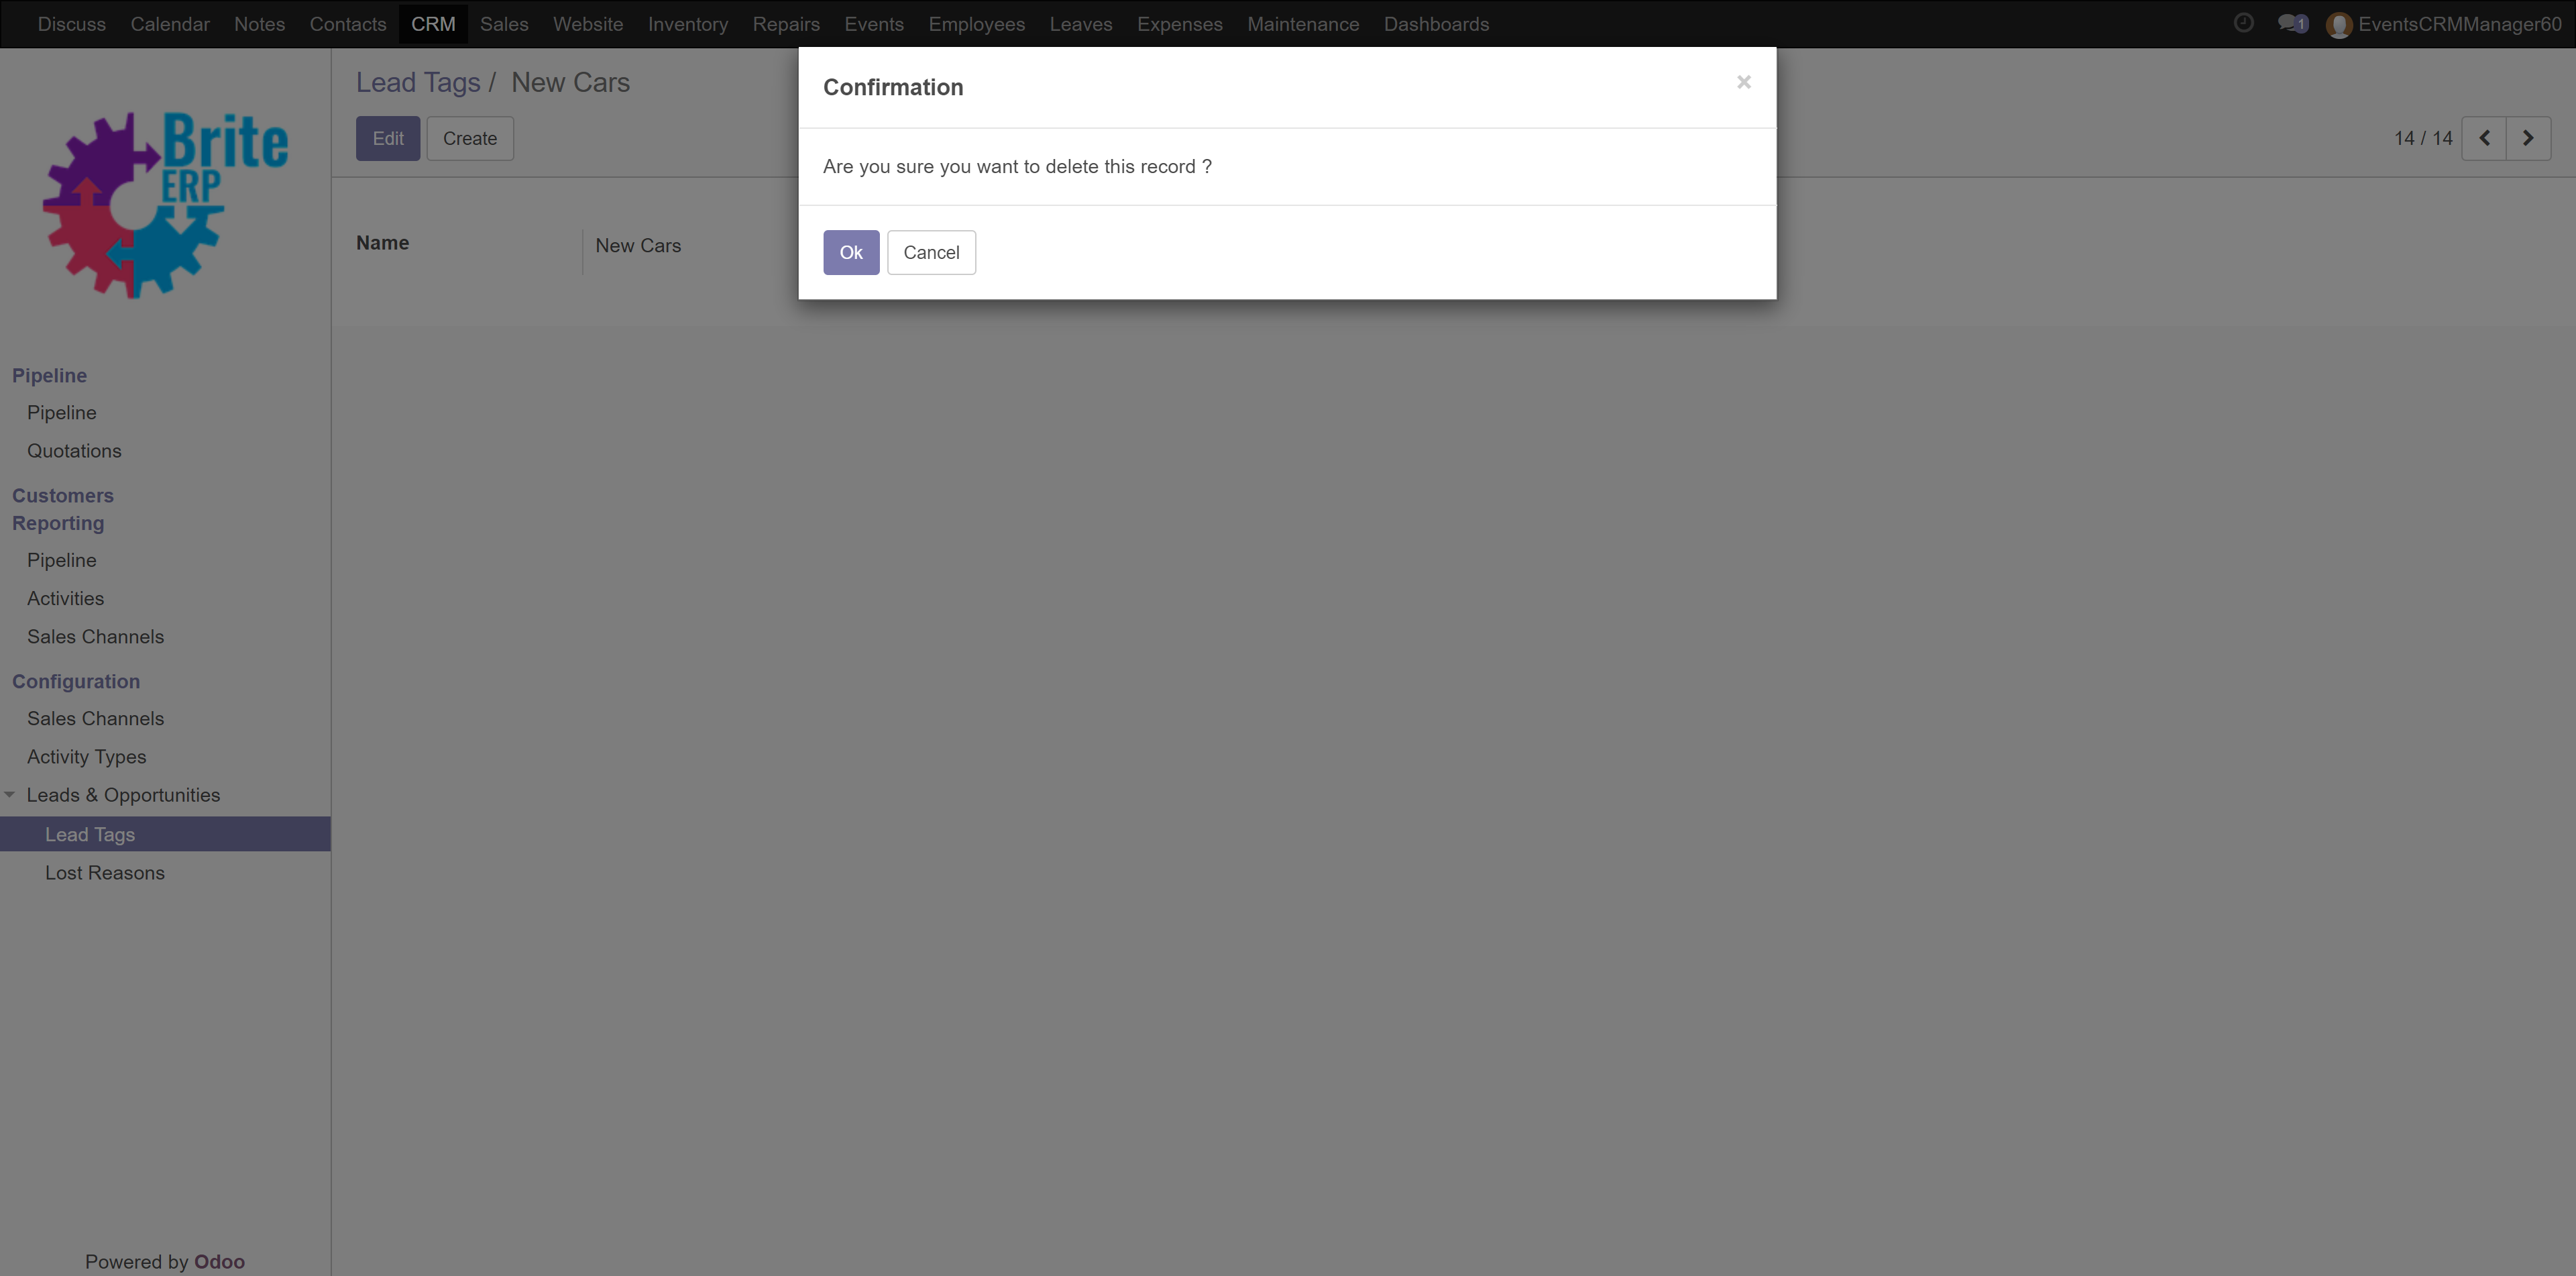 Discuss Calendar Notes Contacts CRM Sales Website Inventory Repairs Events Employees Leaves Expenses Maintenance Dashboards 1 EventsCRMManager60
Brite
ERP
Lead Tags / New Cars
Edit Create
14 / 14
Name New Cars
Confirmation ×
Are you sure you want to delete this record ?
Ok Cancel
Pipeline
Pipeline
Quotations
Customers
Reporting
Pipeline
Activities
Sales Channels
Configuration
Sales Channels
Activity Types
Leads & Opportunities
Lead Tags
Lost Reasons
Powered by Odoo